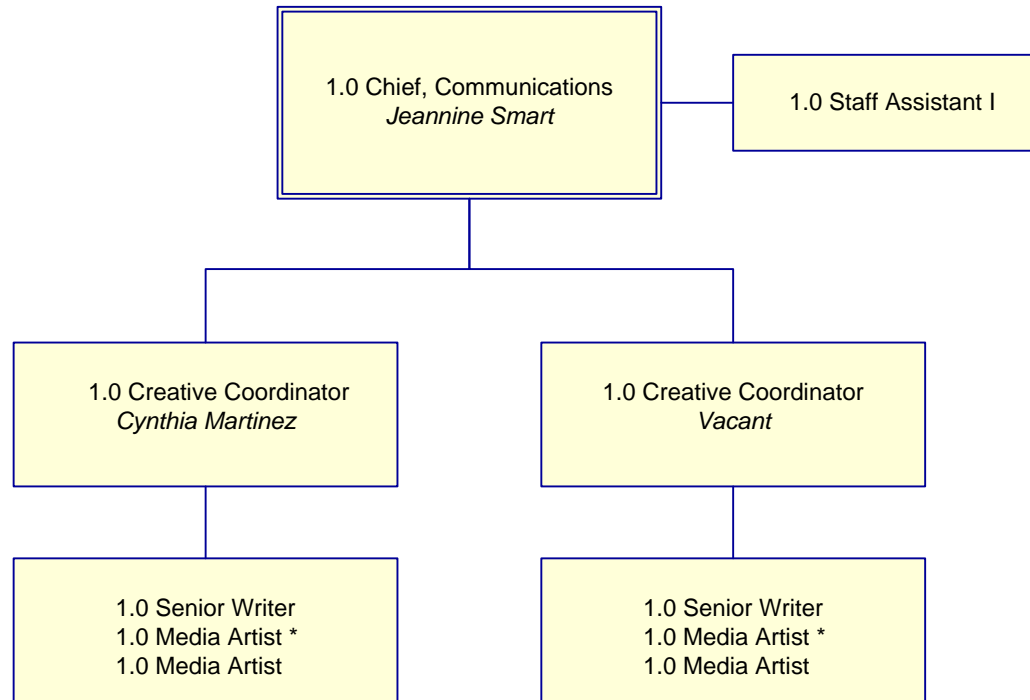 1.0 Chief, Communications
Jeannine Smart
1.0 Staff Assistant I
1.0 Creative Coordinator
Cynthia Martinez
1.0 Creative Coordinator
Vacant
1.0 Senior Writer
1.0 Media Artist *
1.0 Media Artist
1.0 Senior Writer
1.0 Media Artist *
1.0 Media Artist